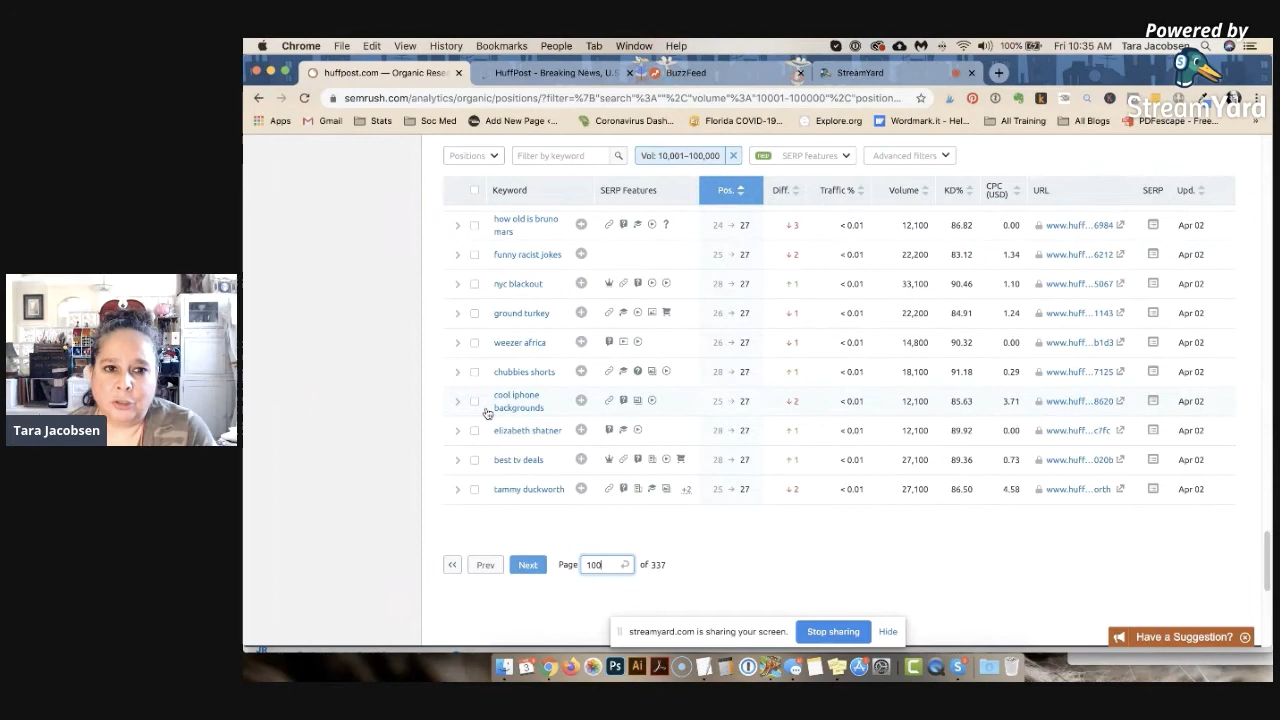 Powered by
StreamYard
Chrome File Edit View History Bookmarks People Tab Window Help 100% Fri 10:35 AM Tara Jacobsen
huffpost.com — Organic Rese HuffPost - Breaking News, U.S BuzzFeed StreamYard
semrush.com/analytics/organic/positions/?filter=%7B"search"%3A""%2C"volume"%3A"10001-100000"%2C"position...
Apps Gmail Stats Soc Med Add New Page ‹... Coronavirus Dash... Florida COVID-19... Explore.org Wordmark.it - Hel... All Training All Blogs PDFescape - Free...
Positions Filter by keyword Vol: 10,001–100,000 NEW SERP features Advanced filters
Keyword SERP Features Pos. Diff. Traffic % Volume KD% CPC (USD) URL SERP Upd.
how old is bruno mars ? 24 → 27 ↓ 3 < 0.01 12,100 86.82 0.00 www.huff...6984 Apr 02
funny racist jokes 25 → 27 ↓ 2 < 0.01 22,200 83.12 1.34 www.huff...6212 Apr 02
nyc blackout 28 → 27 ↑ 1 < 0.01 33,100 90.46 1.10 www.huff...5067 Apr 02
ground turkey 26 → 27 ↓ 1 < 0.01 22,200 84.91 1.24 www.huff...1143 Apr 02
weezer africa 26 → 27 ↓ 1 < 0.01 14,800 90.32 0.00 www.huff...b1d3 Apr 02
chubbies shorts 28 → 27 ↑ 1 < 0.01 18,100 91.18 0.29 www.huff...7125 Apr 02
cool iphone backgrounds 25 → 27 ↓ 2 < 0.01 12,100 85.63 3.71 www.huff...8620 Apr 02
elizabeth shatner 28 → 27 ↑ 1 < 0.01 12,100 89.92 0.00 www.huff...c7fc Apr 02
best tv deals 28 → 27 ↑ 1 < 0.01 27,100 89.36 0.73 www.huff...020b Apr 02
tammy duckworth +2 25 → 27 ↓ 2 < 0.01 27,100 86.50 4.58 www.huff...orth Apr 02
Tara Jacobsen
Prev Next Page 100 of 337
streamyard.com is sharing your screen. Stop sharing Hide
Have a Suggestion?